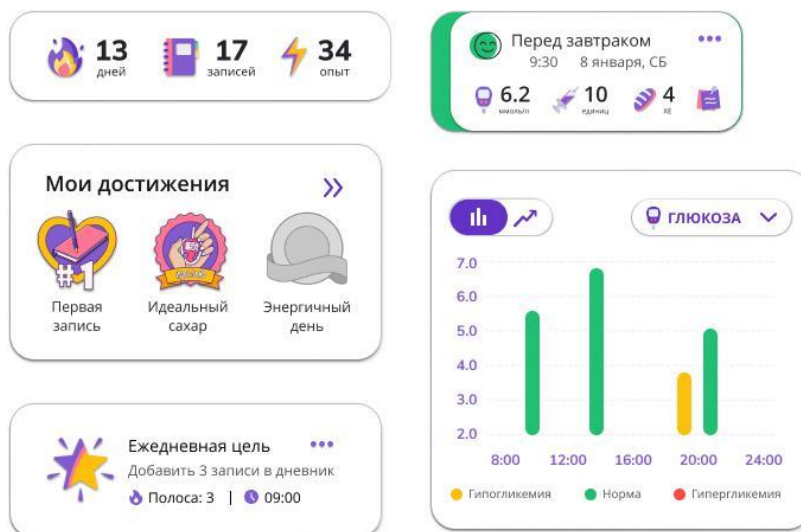 13
дней
17
записей
34
опыт
Мои достижения
#1
Первая
запись
Идеальный
сахар
Энергичный
день
Ежедневная цель
Добавить 3 записи в дневник
Полоса: 3 | 09:00
Перед завтраком
9:30 8 января, СБ
6.2
ммоль/л
10
единиц
4
ХЕ
ГЛЮКОЗА
7.0
6.0
5.0
4.0
3.0
2.0
8:00 12:00 16:00 20:00 24:00
Гипогликемия Норма Гипергликемия